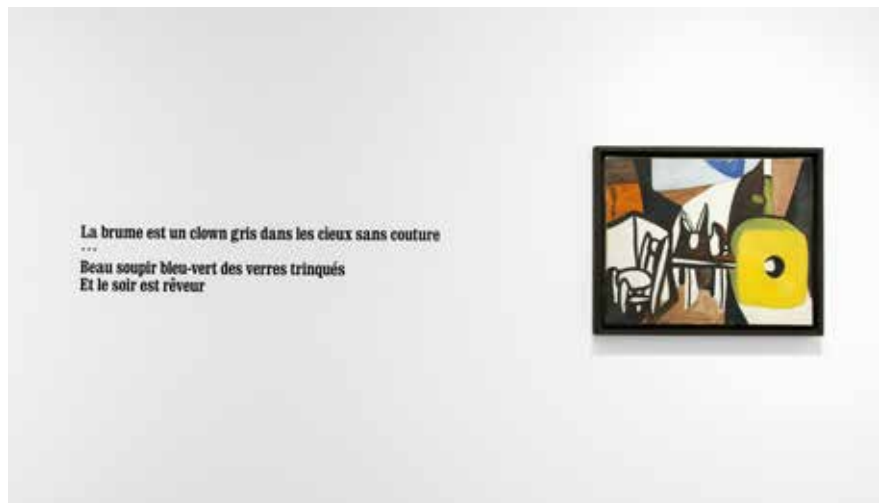 La brume est un clown gris dans les cieux sans couture
...
Beau soupir bleu-vert des verres trinqués
Et le soir est rêveur